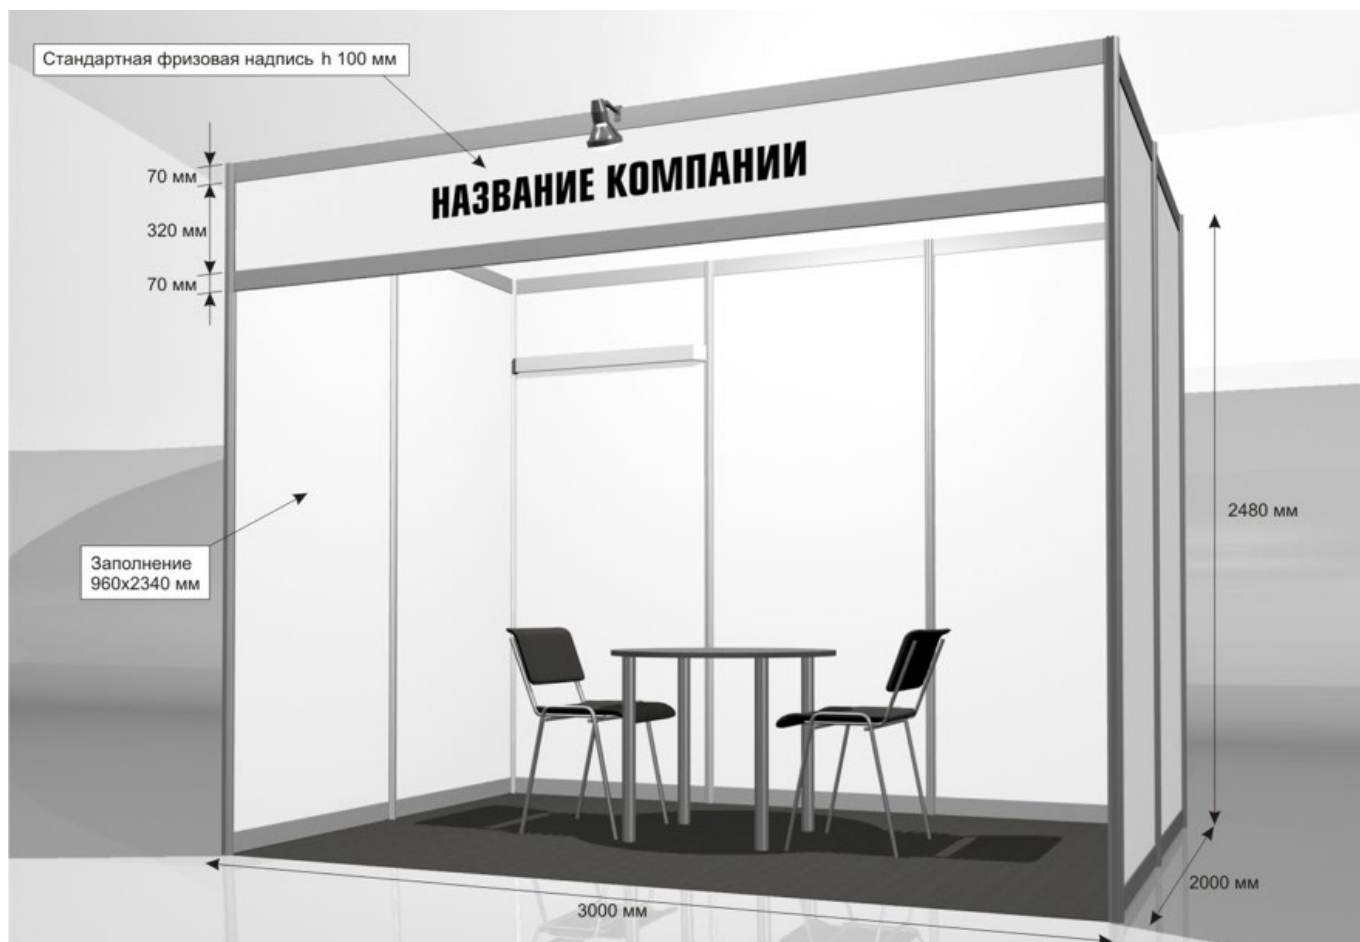 Стандартная фризовая надпись h 100 мм
НАЗВАНИЕ КОМПАНИИ
70 мм
320 мм
70 мм
2480 мм
Заполнение
960x2340 мм
2000 мм
3000 мм